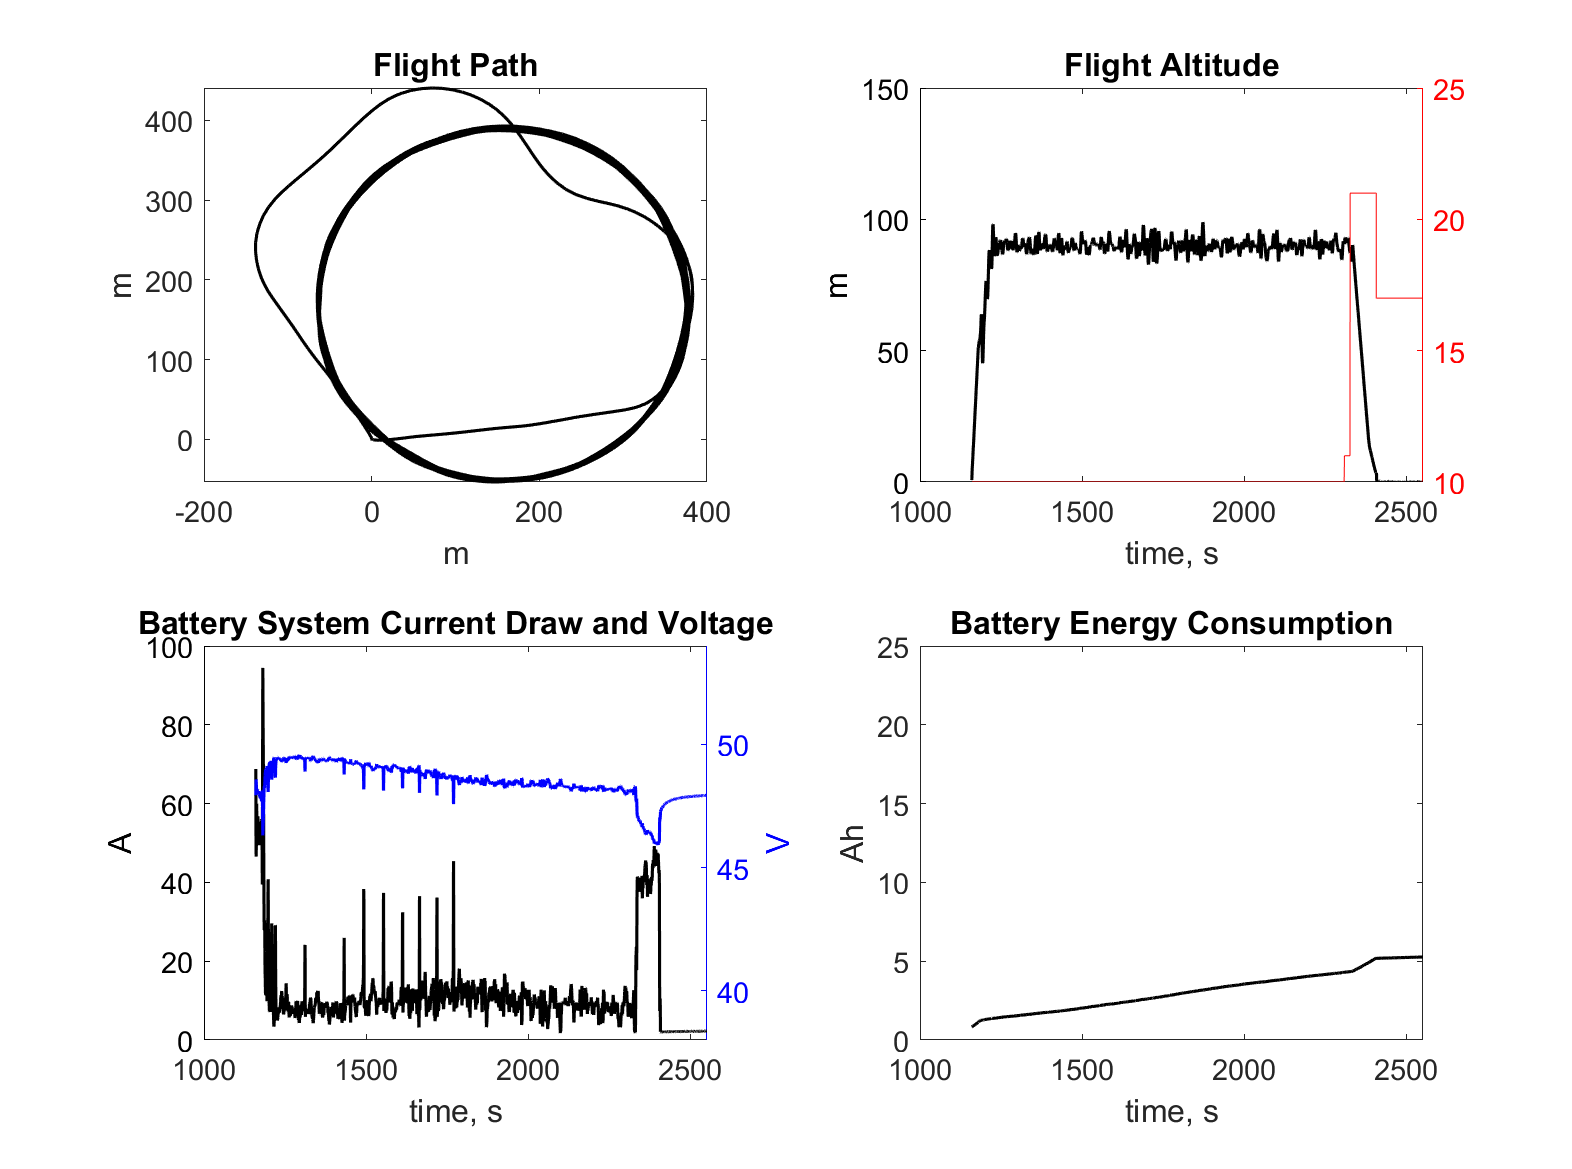 Flight Path
400
300
200
100
0
m
-200 0 200 400
m
Flight Altitude
150
100
50
0
m
25
20
15
10
1000 1500 2000 2500
time, s
Battery System Current Draw and Voltage
100
80
60
40
20
0
A
50
45
40
V
1000 1500 2000 2500
time, s
Battery Energy Consumption
25
20
15
10
5
0
Ah
1000 1500 2000 2500
time, s